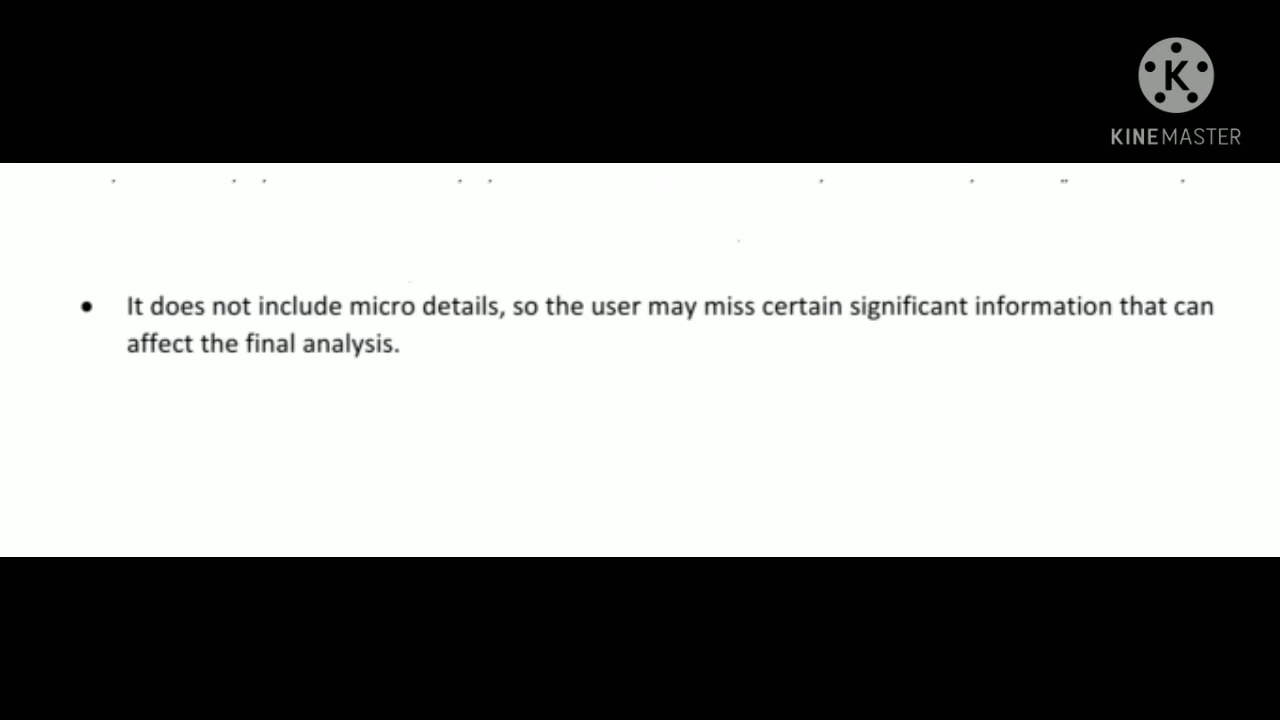 K
KINEMASTER
• It does not include micro details, so the user may miss certain significant information that can
affect the final analysis.